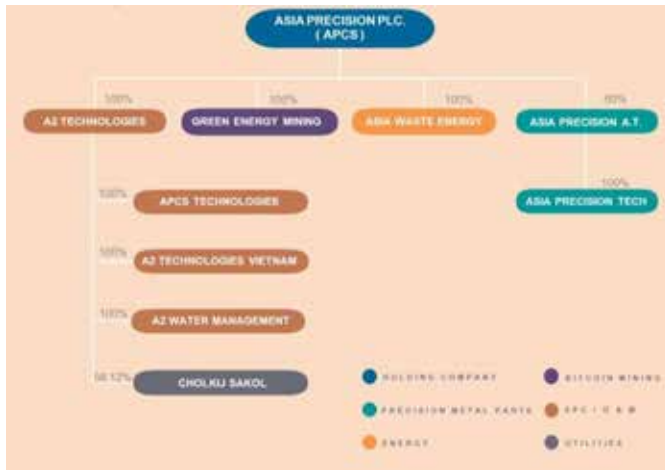 ASIA PRECISION PLC.
( APCS )
100%
100%
100%
A2 TECHNOLOGIES
GREEN ENERGY MINING
ASIA WASTE ENERGY
ASIA PRECISION A.T.
100%
APCS TECHNOLOGIES
100%
ASIA PRECISION TECH
100%
A2 TECHNOLOGIES VIETNAM
100%
A2 WATER MANAGEMENT
CHOLKIJ SAKOL
HOLDING COMPANY
BITCOIN MINING
PRECISION METAL PARTS
EPC / O & M
ENERGY
UTILITIES